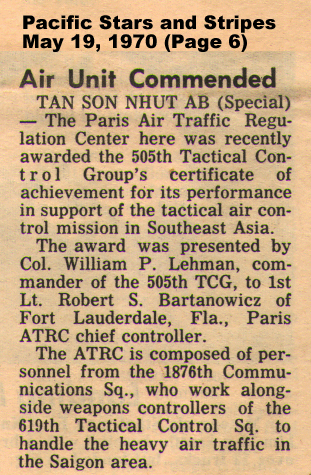 Pacific Stars and Stripes
May 19, 1970 (Page 6)
Air Unit Commended
TAN SON NHUT AB (Special)
— The Paris Air Traffic Regu-
lation Center here was recently
awarded the 505th Tactical Con-
trol Group's certificate of
achievement for its performance
in support of the tactical air con-
trol mission in Southeast Asia.
The award was presented by
Col. William P. Lehman, com-
mander of the 505th TCG, to 1st
Lt. Robert S. Bartanowicz of
Fort Lauderdale, Fla., Paris
ATRC chief controller.
The ATRC is composed of per-
sonnel from the 1876th Commu-
nications Sq., who work along-
side weapons controllers of the
619th Tactical Control Sq. to
handle the heavy air traffic in
the Saigon area.